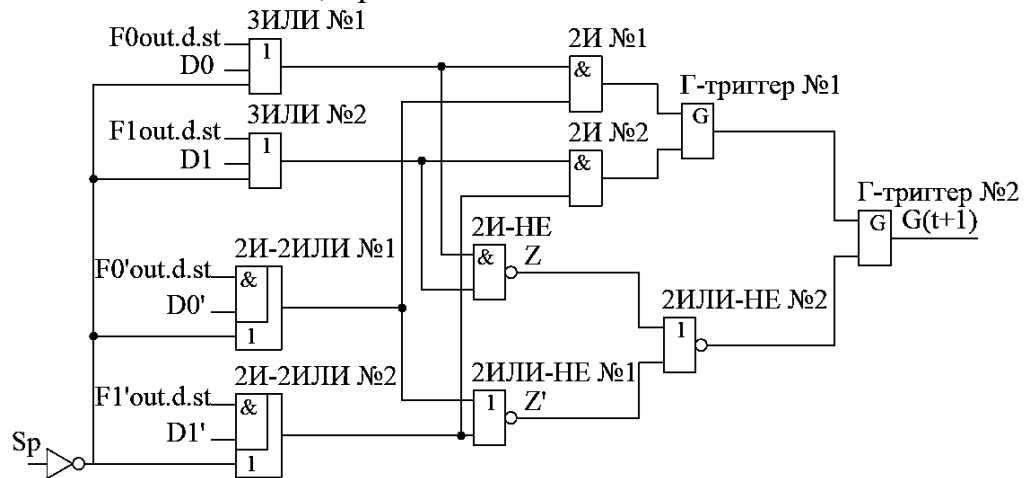 3ИЛИ №1
F0out.d.st
1
D0
2И №1
&
Г-триггер №1
G
3ИЛИ №2
F1out.d.st
1
D1
2И №2
&
Г-триггер №2
G
G(t+1)
2И-НЕ
&
Z
2И-2ИЛИ №1
F0'out.d.st
&
D0'
1
2ИЛИ-НЕ №2
1
2И-2ИЛИ №2
F1'out.d.st
&
D1'
1
2ИЛИ-НЕ №1
1
Z'
Sp